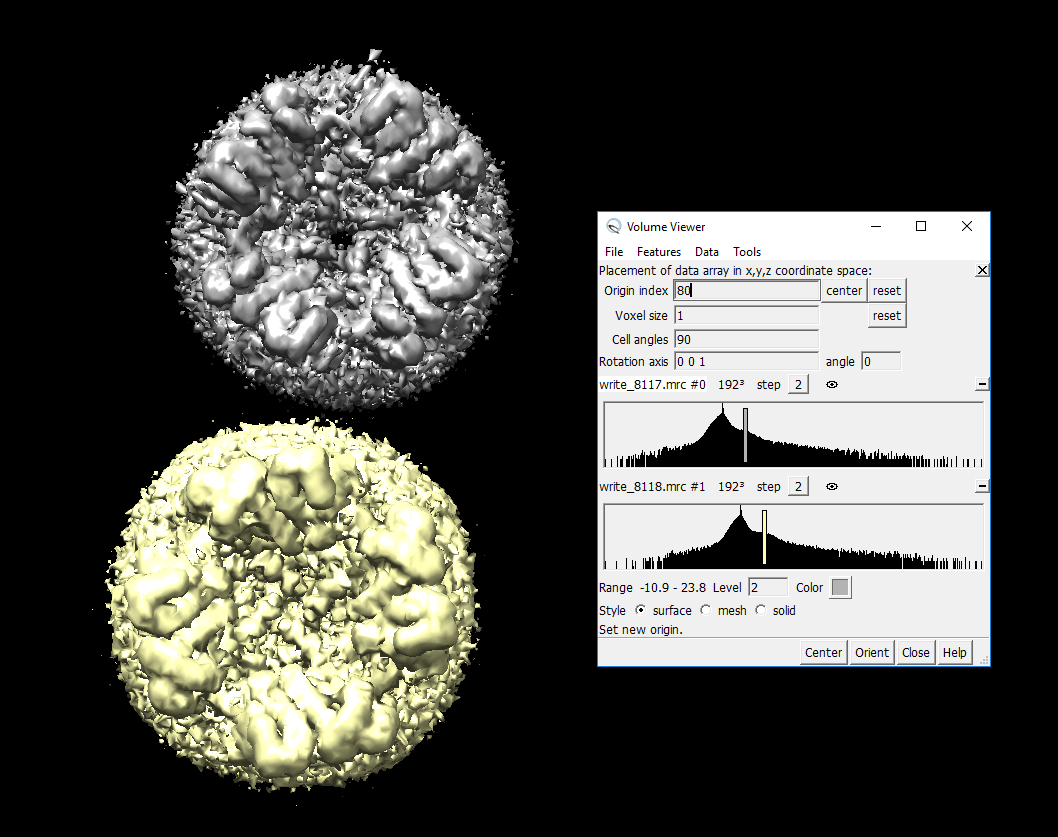 Volume Viewer
File Features Data Tools
Placement of data array in x,y,z coordinate space:
Origin index 80 center reset
Voxel size 1 reset
Cell angles 90
Rotation axis 0 0 1 angle 0
write_8117.mrc #0 192³ step 2
write_8118.mrc #1 192³ step 2
Range -10.9 - 23.8 Level 2 Color
Style surface mesh solid
Set new origin.
Center Orient Close Help